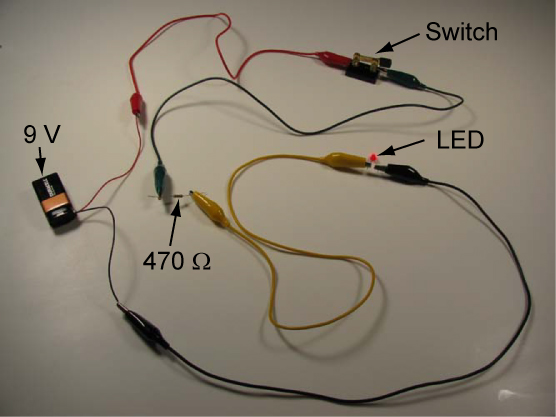 Switch
9 V
LED
470 Ω